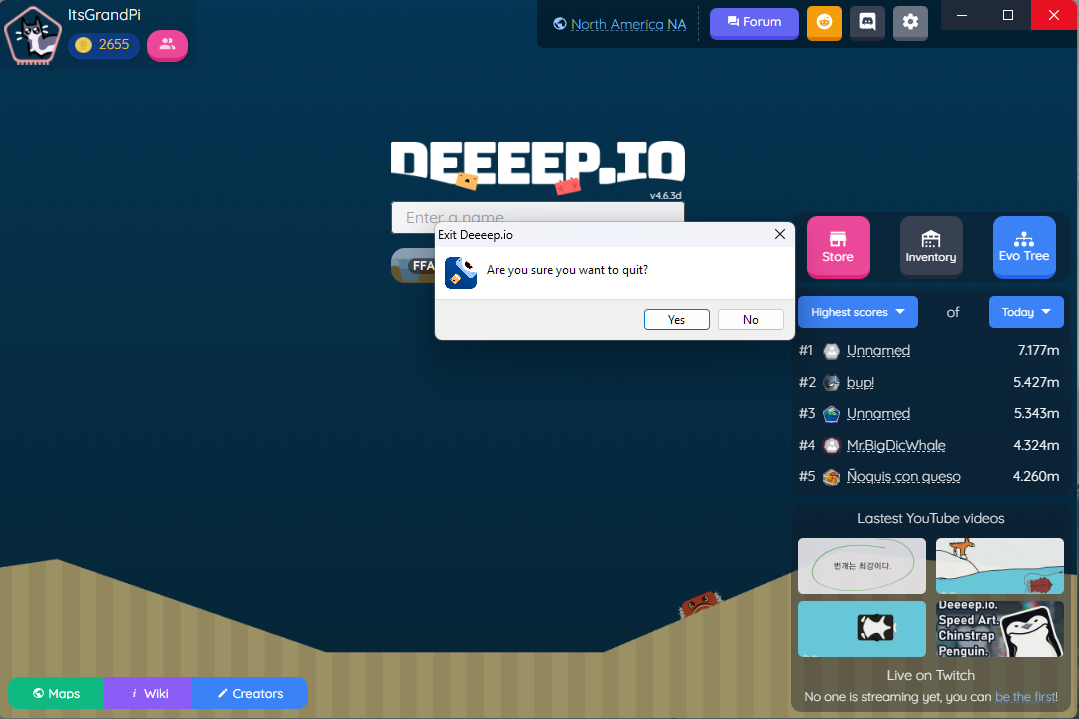 ItsGrandPi
2655
North America NA
Forum
DEEEEP.IO
v4.6.3d
Enter a name
FFA
Exit Deeeep.io
Are you sure you want to quit?
Yes
No
Store
Inventory
Evo Tree
Highest scores
of
Today
#1 Unnamed 7.177m
#2 bup! 5.427m
#3 Unnamed 5.343m
#4 Mr.BigDicWhale 4.324m
#5 Ñoquis con queso 4.260m
Lastest YouTube videos
번개는 최강이다.
Deeeep.io.
Speed Art.
Chinstrap
Penguin.
Live on Twitch
No one is streaming yet, you can be the first!
Maps
i Wiki
Creators